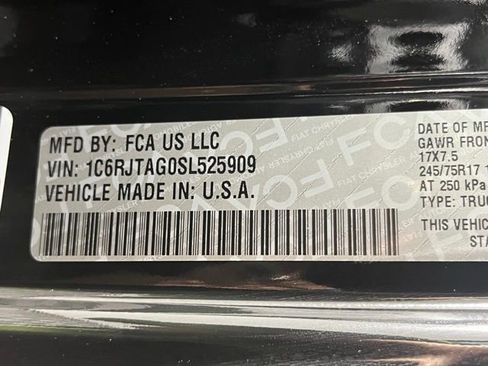 MFD BY: FCA US LLC
VIN: 1C6RJTAG0SL525909
VEHICLE MADE IN: U.S.A.
DATE OF
GAWR FRON
17X7.5
245/75R17
AT 250 kPa
TYPE: TRUC
THIS VEHIC
STA